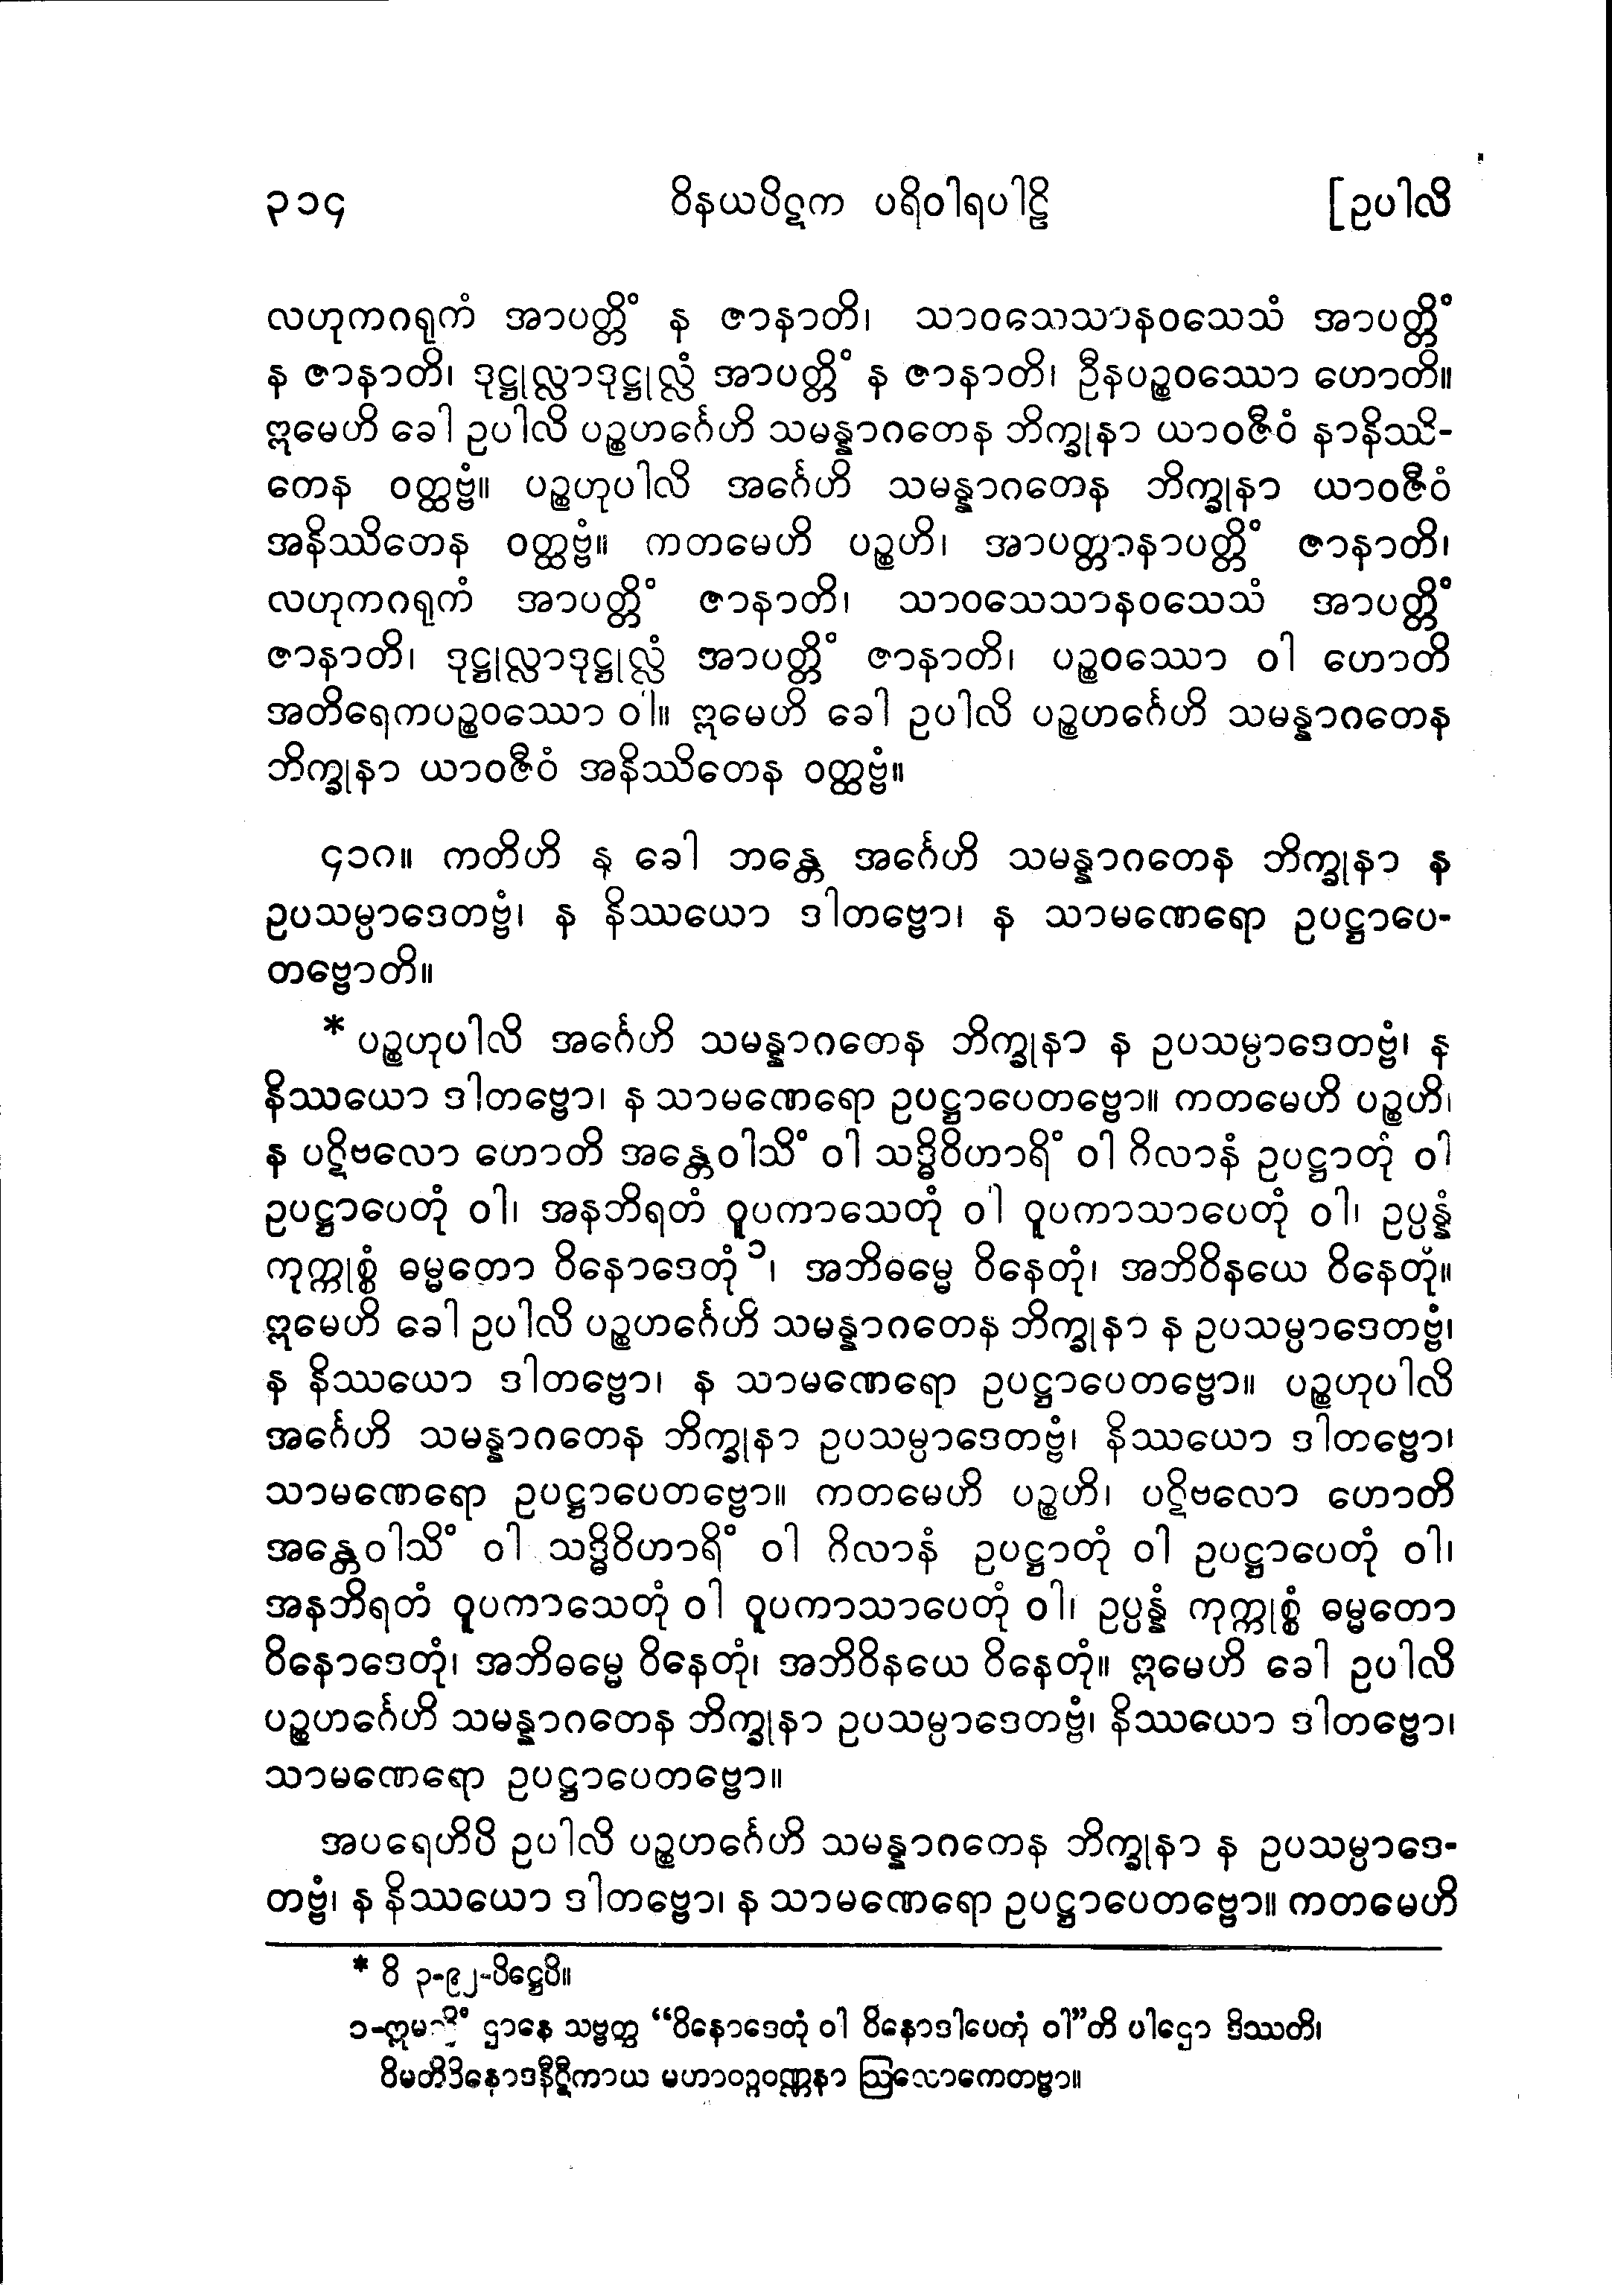 ၃၁၄ ဝိနယပိဋက ပရိဝါရပါဠိ [ဥပါလိ
လဟုကဂရုကံ အာပတ္တိံ န ဇာနာတိ၊ သာဝသေသာနဝသေသံ အာပတ္တိံ
န ဇာနာတိ၊ ဒုဋ္ဌုလ္လာဒုဋ္ဌုလ္လံ အာပတ္တိံ န ဇာနာတိ၊ ဦနပဉ္စဝဿော ဟောတိ။
ဣမေဟိ ခေါ ဥပါလိ ပဉ္စဟင်္ဂေဟိ သမန္နာဂတေန ဘိက္ခုနာ ယာဝဇီဝံ နာနိဿိ-
တေန ဝတ္ထဗ္ဗံ။ ပဉ္စဟုပါလိ အင်္ဂေဟိ သမန္နာဂတေန ဘိက္ခုနာ ယာဝဇီဝံ
အနိဿိတေန ဝတ္ထဗ္ဗံ။ ကတမေဟိ ပဉ္စဟိ၊ အာပတ္တာနာပတ္တိံ ဇာနာတိ၊
လဟုကဂရုကံ အာပတ္တိံ ဇာနာတိ၊ သာဝသေသာနဝသေသံ အာပတ္တိံ
ဇာနာတိ၊ ဒုဋ္ဌုလ္လာဒုဋ္ဌုလ္လံ အာပတ္တိံ ဇာနာတိ၊ ပဉ္စဝဿော ဝါ ဟောတိ
အတိရေကပဉ္စဝဿော ဝါ။ ဣမေဟိ ခေါ ဥပါလိ ပဉ္စဟင်္ဂေဟိ သမန္နာဂတေန
ဘိက္ခုနာ ယာဝဇီဝံ အနိဿိတေန ဝတ္ထဗ္ဗံ။
၄၁၇။ ကတိဟိ နု ခေါ ဘန္တေ အင်္ဂေဟိ သမန္နာဂတေန ဘိက္ခုနာ န
ဥပသမ္ပာဒေတဗ္ဗံ၊ န နိဿယော ဒါတဗ္ဗော၊ န သာမဏေရော ဥပဋ္ဌာပေ-
တဗ္ဗောတိ။
* ပဉ္စဟုပါလိ အင်္ဂေဟိ သမန္နာဂတေန ဘိက္ခုနာ န ဥပသမ္ပာဒေတဗ္ဗံ၊ န
နိဿယော ဒါတဗ္ဗော၊ န သာမဏေရော ဥပဋ္ဌာပေတဗ္ဗော။ ကတမေဟိ ပဉ္စဟိ၊
န ပဋိဗလော ဟောတိ အန္တေဝါသိံ ဝါ သဒ္ဓိဝိဟာရိံ ဝါ ဂိလာနံ ဥပဋ္ဌာတုံ ဝါ
ဥပဋ္ဌာပေတုံ ဝါ၊ အနဘိရတံ ဝူပကာသေတုံ ဝါ ဝူပကာသာပေတုံ ဝါ၊ ဥပ္ပန္နံ
ကုက္ကုစ္စံ ဓမ္မတော ဝိနောဒေတုံ ၁၊ အဘိဓမ္မေ ဝိနေတုံ၊ အဘိဝိနယေ ဝိနေတုံ။
ဣမေဟိ ခေါ ဥပါလိ ပဉ္စဟင်္ဂေဟိ သမန္နာဂတေန ဘိက္ခုနာ န ဥပသမ္ပာဒေတဗ္ဗံ၊
န နိဿယော ဒါတဗ္ဗော၊ န သာမဏေရော ဥပဋ္ဌာပေတဗ္ဗော။ ပဉ္စဟုပါလိ
အင်္ဂေဟိ သမန္နာဂတေန ဘိက္ခုနာ ဥပသမ္ပာဒေတဗ္ဗံ၊ နိဿယော ဒါတဗ္ဗော၊
သာမဏေရော ဥပဋ္ဌာပေတဗ္ဗော။ ကတမေဟိ ပဉ္စဟိ၊ ပဋိဗလော ဟောတိ
အန္တေဝါသိံ ဝါ သဒ္ဓိဝိဟာရိံ ဝါ ဂိလာနံ ဥပဋ္ဌာတုံ ဝါ ဥပဋ္ဌာပေတုံ ဝါ၊
အနဘိရတံ ဝူပကာသေတုံ ဝါ ဝူပကာသာပေတုံ ဝါ၊ ဥပ္ပန္နံ ကုက္ကုစ္စံ ဓမ္မတော
ဝိနောဒေတုံ၊ အဘိဓမ္မေ ဝိနေတုံ၊ အဘိဝိနယေ ဝိနေတုံ။ ဣမေဟိ ခေါ ဥပါလိ
ပဉ္စဟင်္ဂေဟိ သမန္နာဂတေန ဘိက္ခုနာ ဥပသမ္ပာဒေတဗ္ဗံ၊ နိဿယော ဒါတဗ္ဗော၊
သာမဏေရော ဥပဋ္ဌာပေတဗ္ဗော။
အပရေဟိပိ ဥပါလိ ပဉ္စဟင်္ဂေဟိ သမန္နာဂတေန ဘိက္ခုနာ န ဥပသမ္ပာဒေ-
တဗ္ဗံ၊ န နိဿယော ဒါတဗ္ဗော၊ န သာမဏေရော ဥပဋ္ဌာပေတဗ္ဗော။ ကတမေဟိ
* ဝိ ၃-၉၂-ပိဋ္ဌေပိ။
၁-ဣမသ္မိံ ဌာနေ သဗ္ဗတ္ထ “ဝိနောဒေတုံ ဝါ ဝိနောဒါပေတုံ ဝါ”တိ ပါဌော ဒိဿတိ၊
ဝိမတိဝိနောဒနီဋီကာယ မဟာဝဂ္ဂဝဏ္ဏနာ ဩလောကေတဗ္ဗာ။